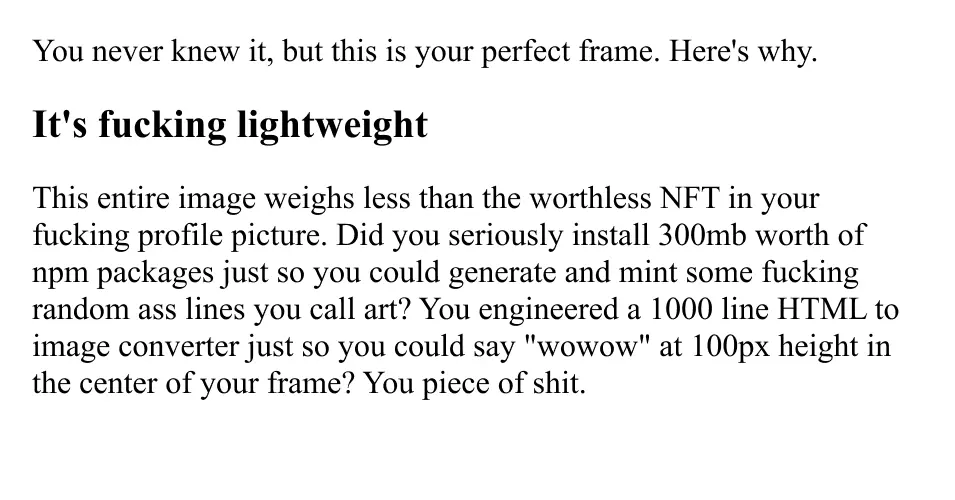 You never knew it, but this is your perfect frame. Here's why.
It's fucking lightweight
This entire image weighs less than the worthless NFT in your
fucking profile picture. Did you seriously install 300mb worth of
npm packages just so you could generate and mint some fucking
random ass lines you call art? You engineered a 1000 line HTML to
image converter just so you could say "wowow" at 100px height in
the center of your frame? You piece of shit.